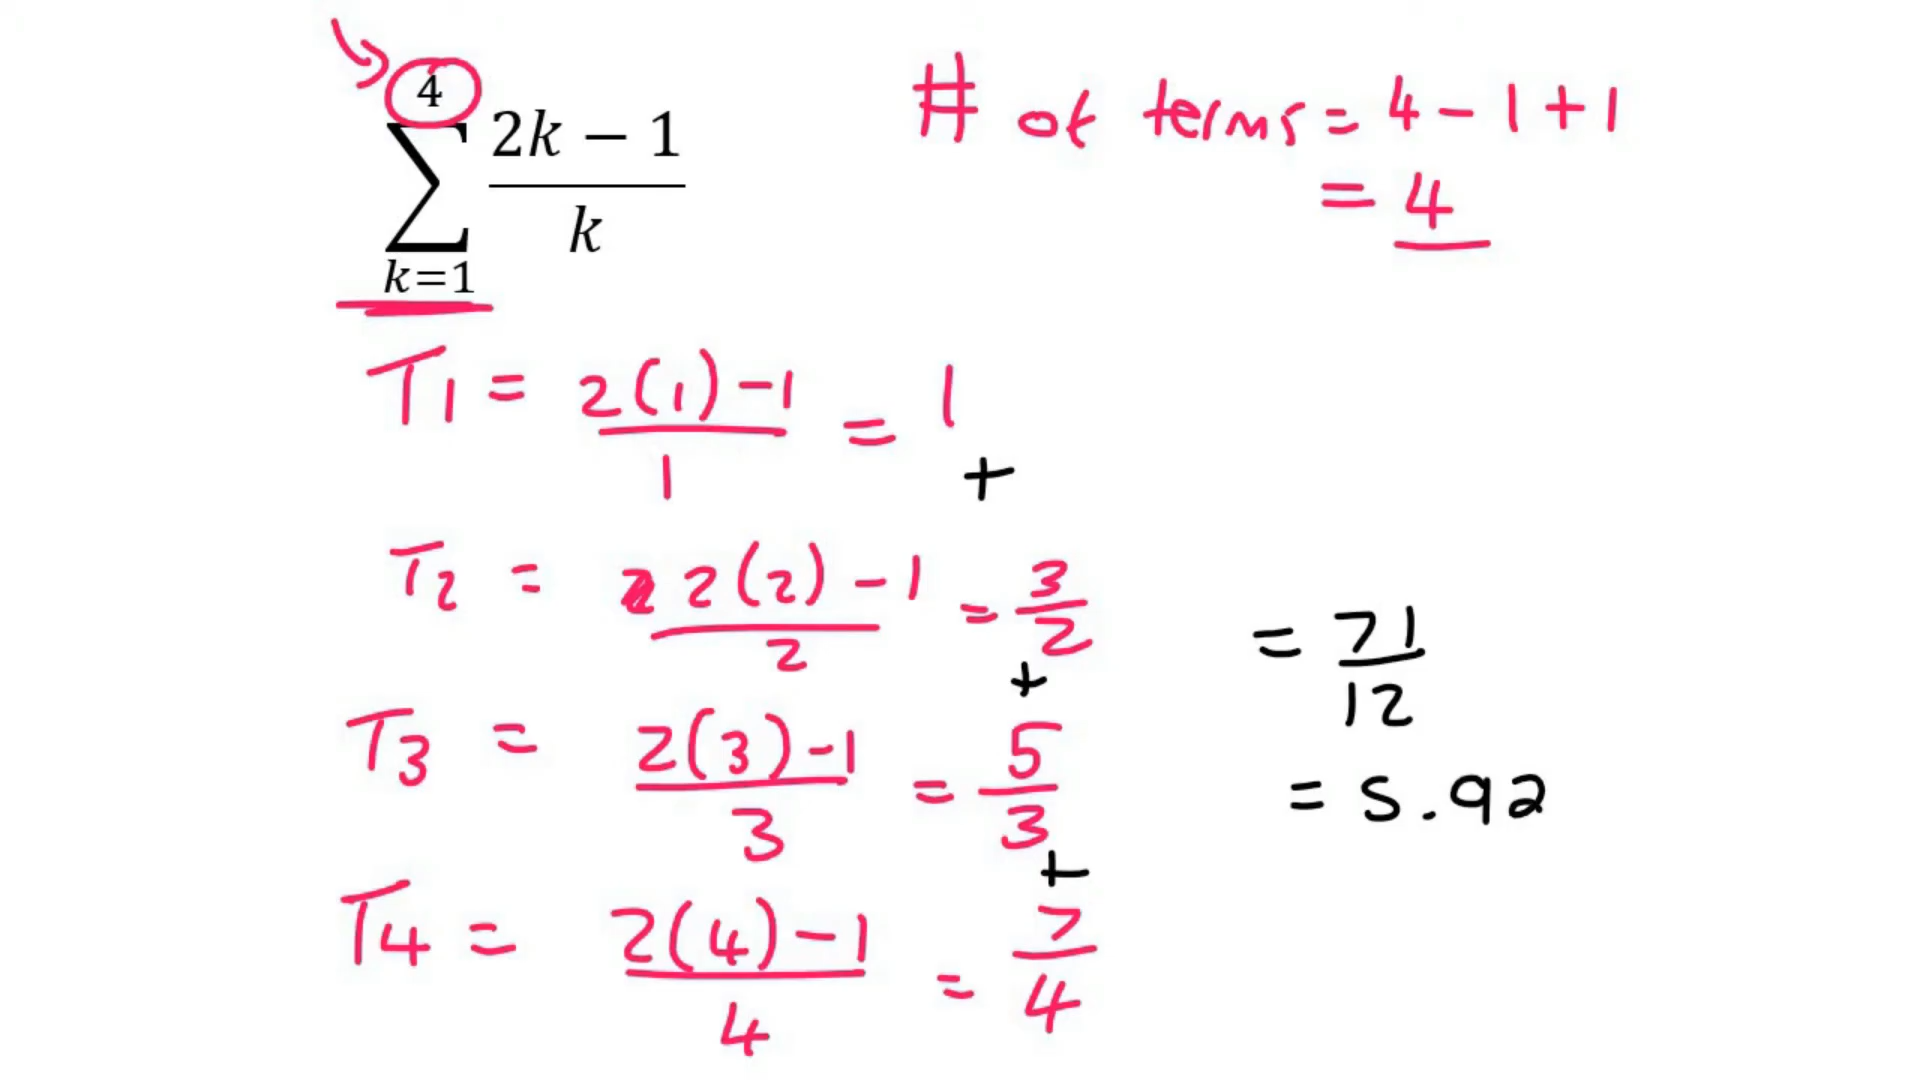 4
∑ (2k − 1)/k
k=1
# of terms = 4 - 1 + 1
= 4
T1 = (2(1) - 1)/1 = 1
+
T2 = (2(2) - 1)/2 = 3/2
+
T3 = (2(3) - 1)/3 = 5/3
+
T4 = (2(4) - 1)/4 = 7/4
= 71/12
= 5.92